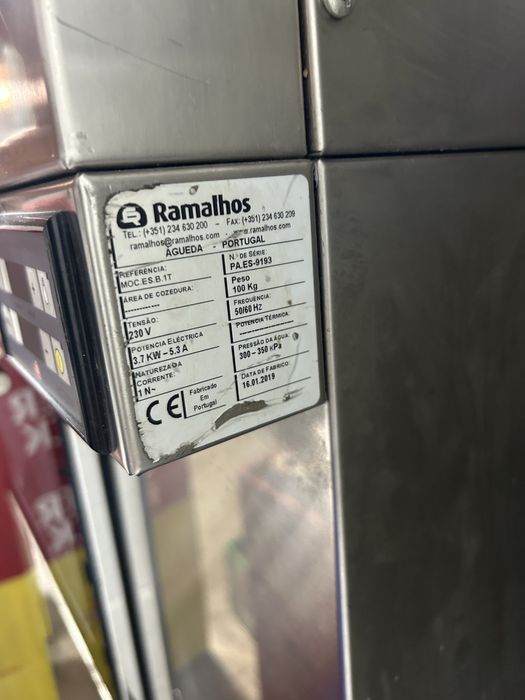 Ramalhos
TEL.: (+351) 234 630 200 - FAX: (+351) 234 630 209
ramalhos@ramalhos.com - www.ramalhos.com
ÁGUEDA - PORTUGAL
REFERÊNCIA:
MOC.ES.B.1T
N.º DE SÉRIE:
PA.ES-9193
ÁREA DE COZEDURA:
------------
Peso
100 Kg
TENSÃO:
230 V
FREQUÊNCIA:
50/60 Hz
POTENCIA ELÉCTRICA
3.7 KW – 5.3 A
POTENCIA TÉRMICA:
------------
NATUREZA DA
CORRENTE:
1 N~
PRESSÃO DA ÁGUA:
300 – 350 kPa
CE
Fabricado
Em
Portugal
DATA DE FABRICO:
16.01.2019